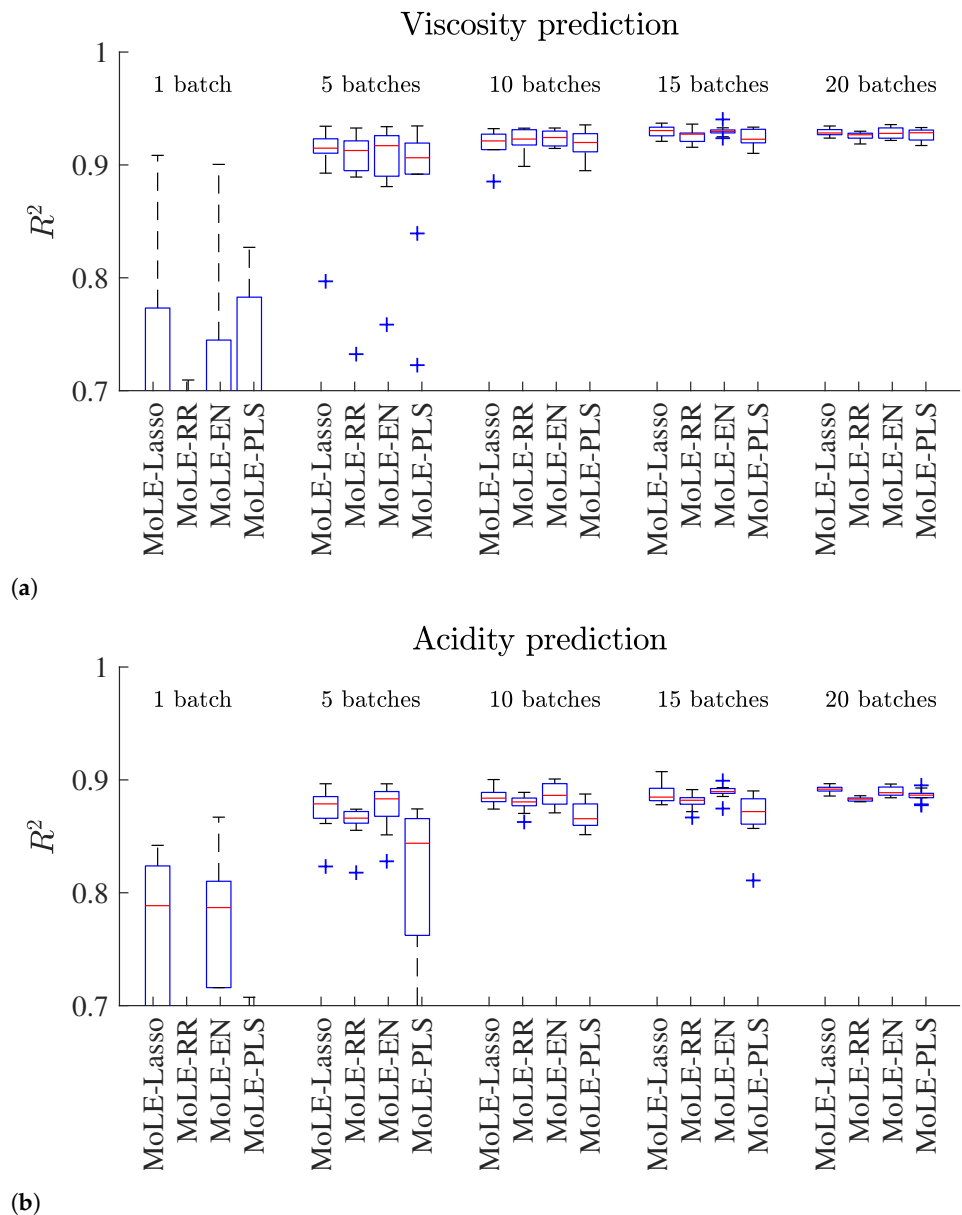 Viscosity prediction
1 batch 5 batches 10 batches 15 batches 20 batches
1
0.9
0.8
0.7
R²
MoLE-Lasso MoLE-RR MoLE-EN MoLE-PLS MoLE-Lasso MoLE-RR MoLE-EN MoLE-PLS MoLE-Lasso MoLE-RR MoLE-EN MoLE-PLS MoLE-Lasso MoLE-RR MoLE-EN MoLE-PLS MoLE-Lasso MoLE-RR MoLE-EN MoLE-PLS
(a)
Acidity prediction
1 batch 5 batches 10 batches 15 batches 20 batches
1
0.9
0.8
0.7
R²
MoLE-Lasso MoLE-RR MoLE-EN MoLE-PLS MoLE-Lasso MoLE-RR MoLE-EN MoLE-PLS MoLE-Lasso MoLE-RR MoLE-EN MoLE-PLS MoLE-Lasso MoLE-RR MoLE-EN MoLE-PLS MoLE-Lasso MoLE-RR MoLE-EN MoLE-PLS
(b)